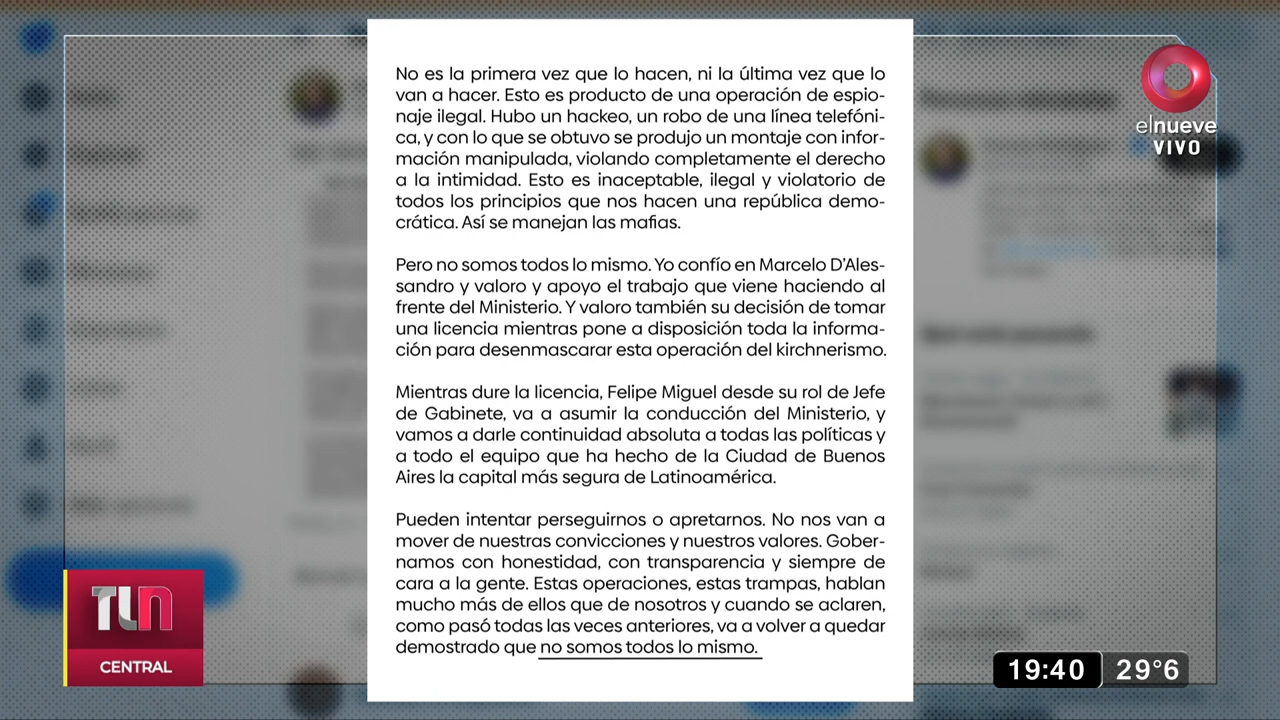 No es la primera vez que lo hacen, ni la última vez que lo
van a hacer. Esto es producto de una operación de espio-
naje ilegal. Hubo un hackeo, un robo de una línea telefóni-
ca, y con lo que se obtuvo se produjo un montaje con infor-
mación manipulada, violando completamente el derecho
a la intimidad. Esto es inaceptable, ilegal y violatorio de
todos los principios que nos hacen una república demo-
crática. Así se manejan las mafias.
Pero no somos todos lo mismo. Yo confío en Marcelo D'Ales-
sandro y valoro y apoyo el trabajo que viene haciendo al
frente del Ministerio. Y valoro también su decisión de tomar
una licencia mientras pone a disposición toda la informa-
ción para desenmascarar esta operación del kirchnerismo.
Mientras dure la licencia, Felipe Miguel desde su rol de Jefe
de Gabinete, va a asumir la conducción del Ministerio, y
vamos a darle continuidad absoluta a todas las políticas y
a todo el equipo que ha hecho de la Ciudad de Buenos
Aires la capital más segura de Latinoamérica.
Pueden intentar perseguirnos o apretarnos. No nos van a
mover de nuestras convicciones y nuestros valores. Gober-
namos con honestidad, con transparencia y siempre de
cara a la gente. Estas operaciones, estas trampas, hablan
mucho más de ellos que de nosotros y cuando se aclaren,
como pasó todas las veces anteriores, va a volver a quedar
demostrado que no somos todos lo mismo.
elnueve
VIVO
TLN
CENTRAL
19:40 29°6